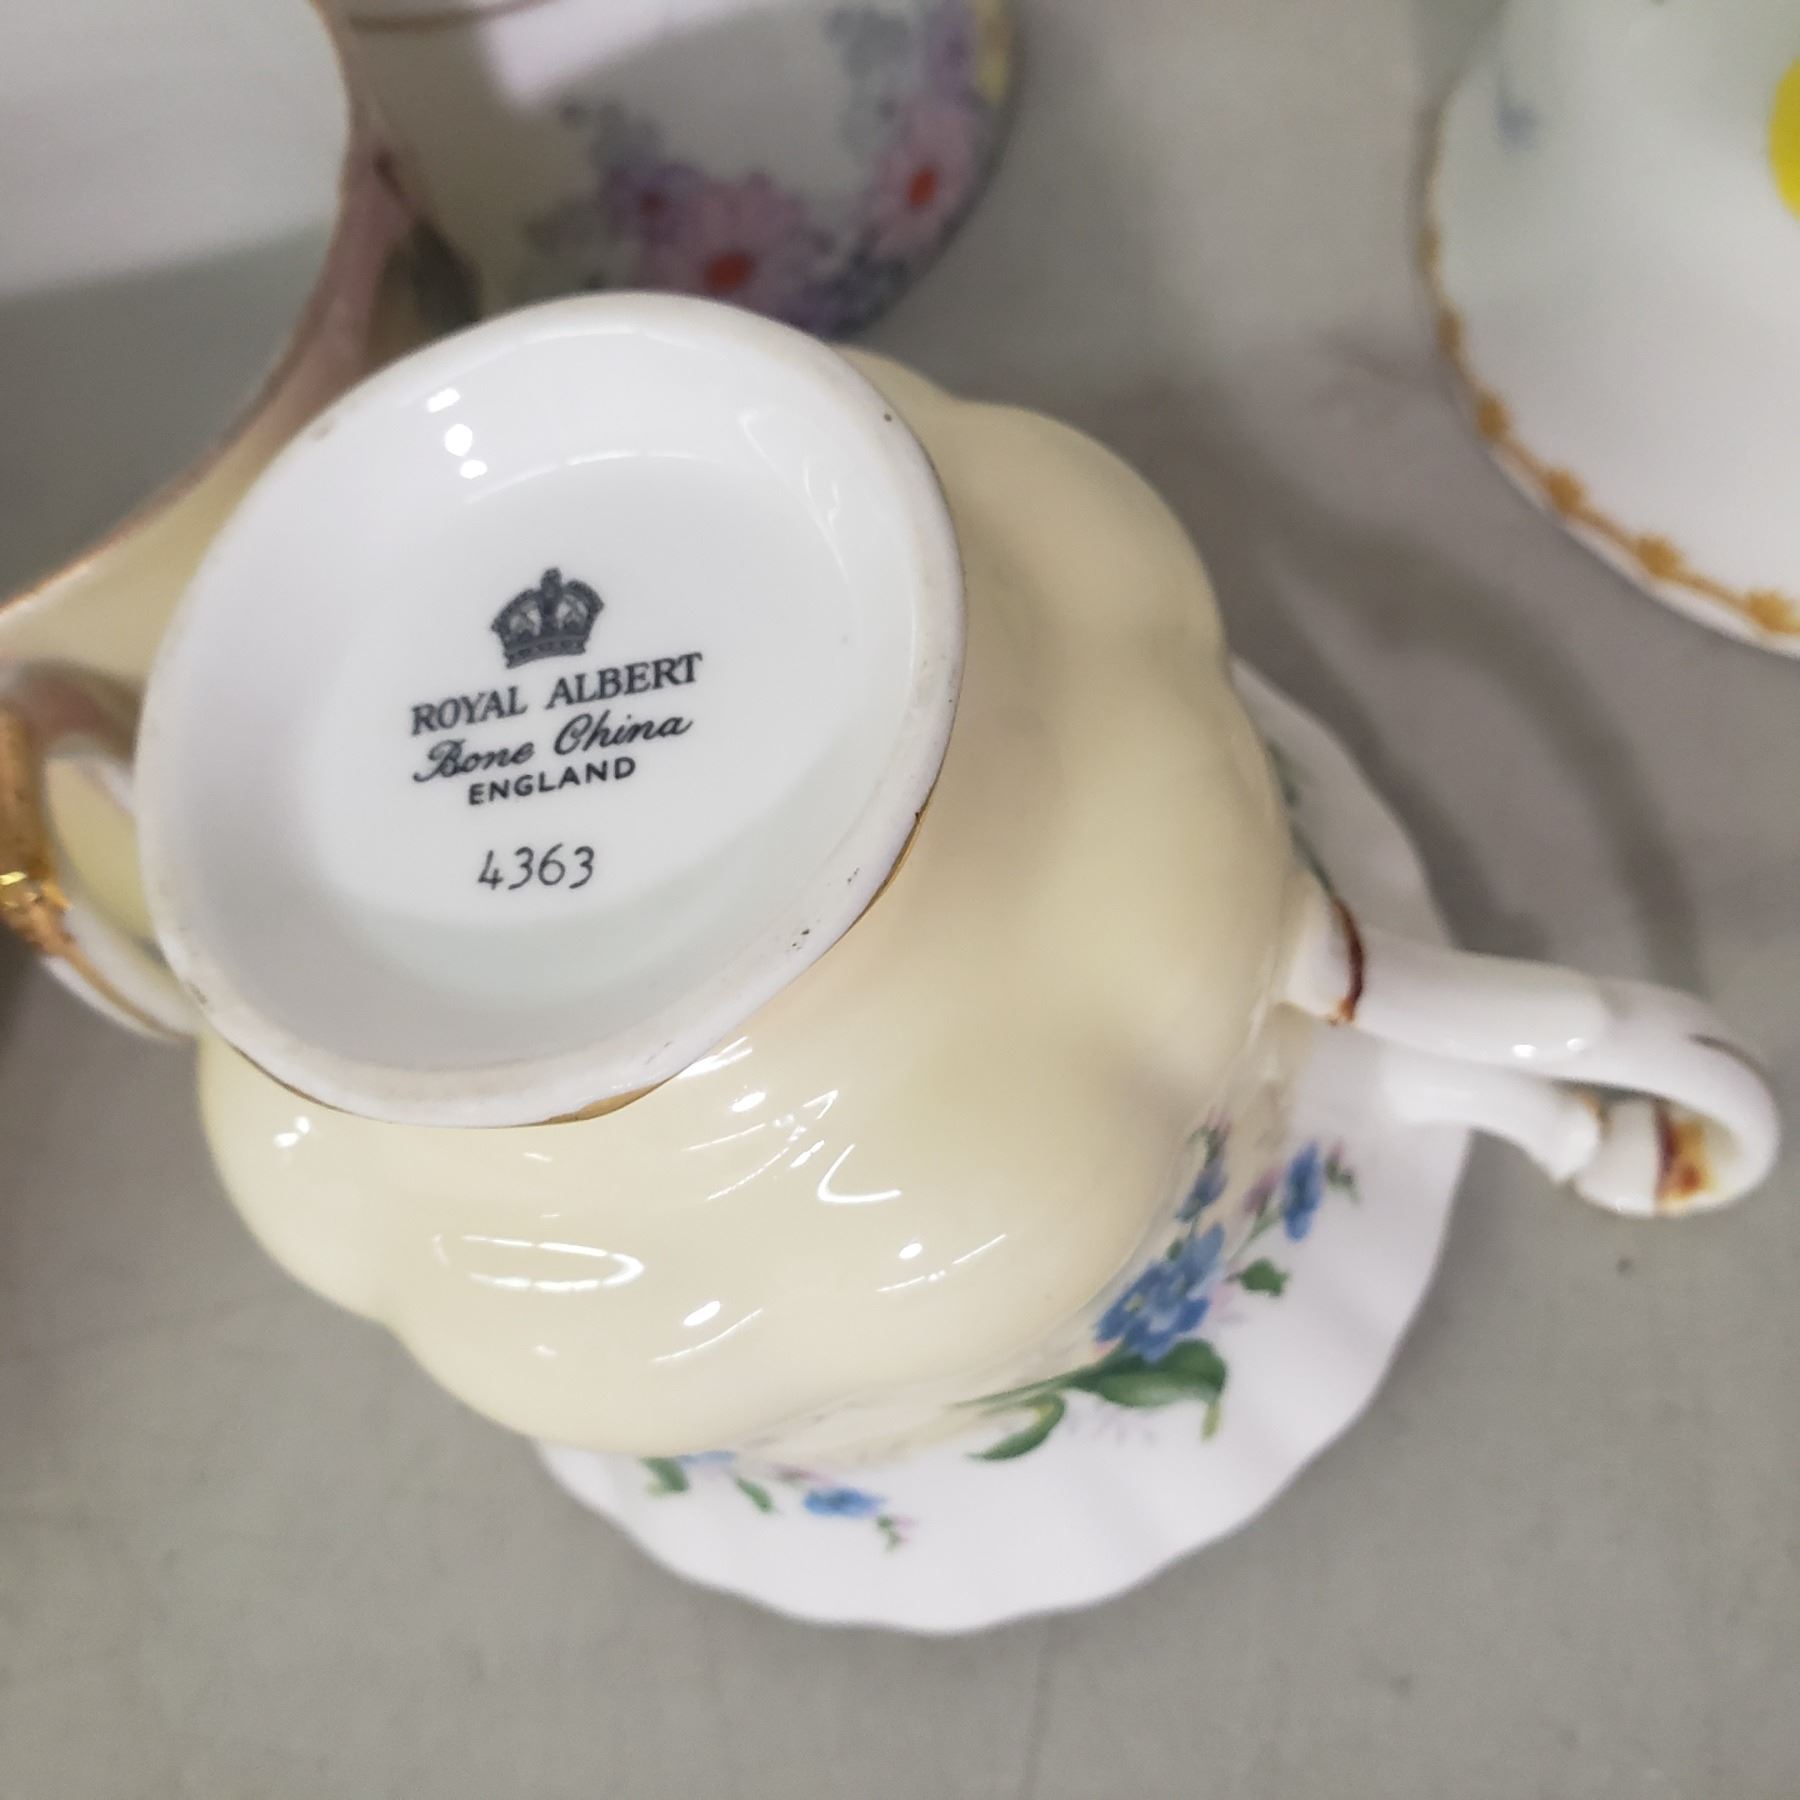 ROYAL ALBERT
Bone China
ENGLAND
4363